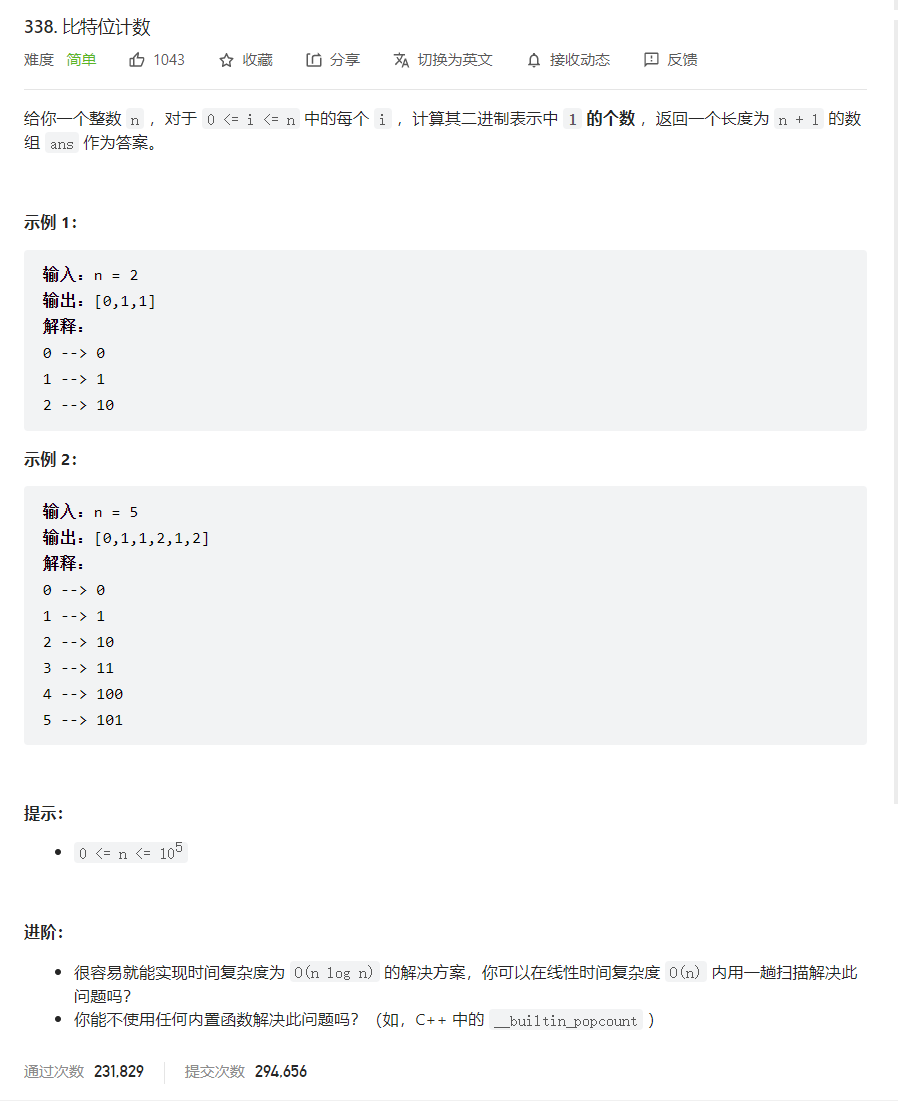 338. 比特位计数
难度 简单 1043 收藏 分享 切换为英文 接收动态 反馈
给你一个整数 n ，对于 0 <= i <= n 中的每个 i ，计算其二进制表示中 1 的个数 ，返回一个长度为 n + 1 的数
组 ans 作为答案。
示例 1：
输入：n = 2
输出：[0,1,1]
解释：
0 --> 0
1 --> 1
2 --> 10
示例 2：
输入：n = 5
输出：[0,1,1,2,1,2]
解释：
0 --> 0
1 --> 1
2 --> 10
3 --> 11
4 --> 100
5 --> 101
提示：
• 0 <= n <= 10⁵
进阶：
• 很容易就能实现时间复杂度为 O(n log n) 的解决方案，你可以在线性时间复杂度 O(n) 内用一趟扫描解决此
问题吗？
• 你能不使用任何内置函数解决此问题吗？（如，C++ 中的 __builtin_popcount ）
通过次数 231,829 提交次数 294,656